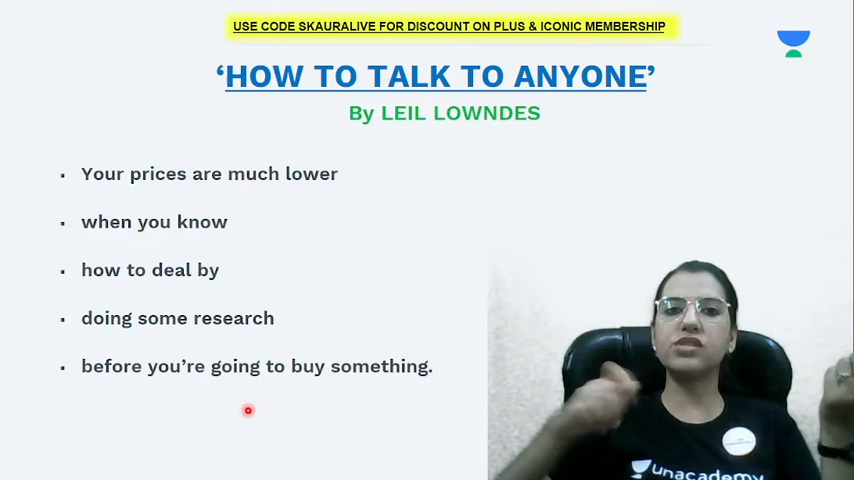 USE CODE SKAURALIVE FOR DISCOUNT ON PLUS & ICONIC MEMBERSHIP
‘HOW TO TALK TO ANYONE’
By LEIL LOWNDES
▪ Your prices are much lower
▪ when you know
▪ how to deal by
▪ doing some research
▪ before you’re going to buy something.
unacademy